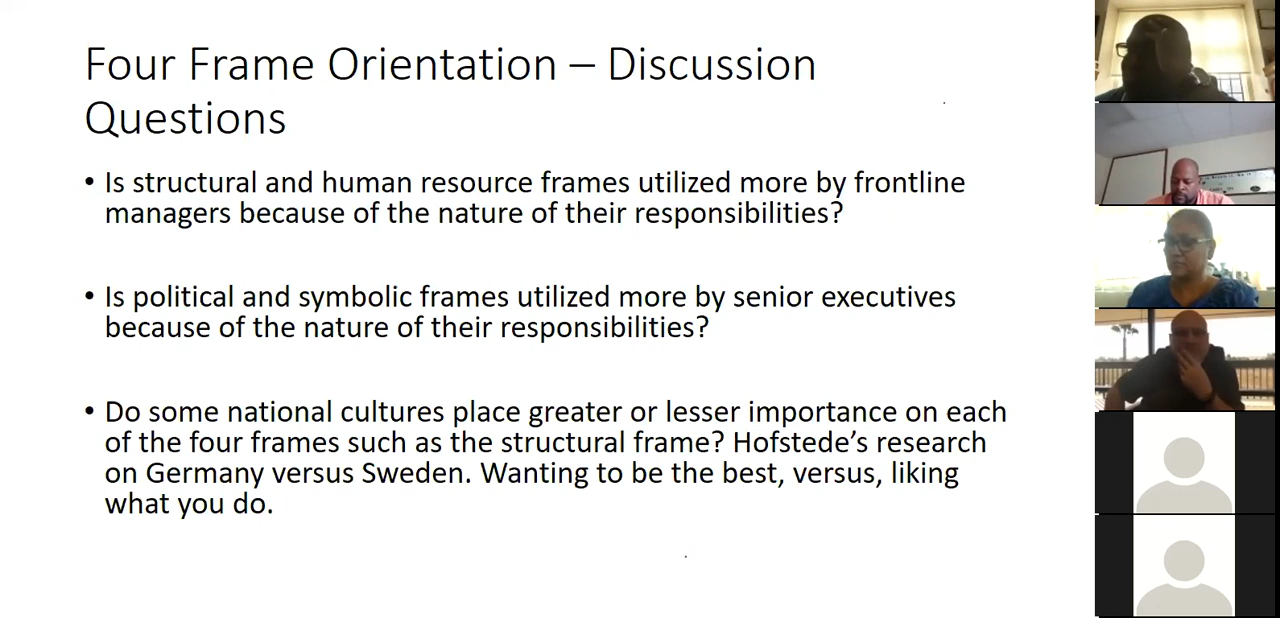 Four Frame Orientation – Discussion
Questions
• Is structural and human resource frames utilized more by frontline
managers because of the nature of their responsibilities?
• Is political and symbolic frames utilized more by senior executives
because of the nature of their responsibilities?
• Do some national cultures place greater or lesser importance on each
of the four frames such as the structural frame? Hofstede’s research
on Germany versus Sweden. Wanting to be the best, versus, liking
what you do.